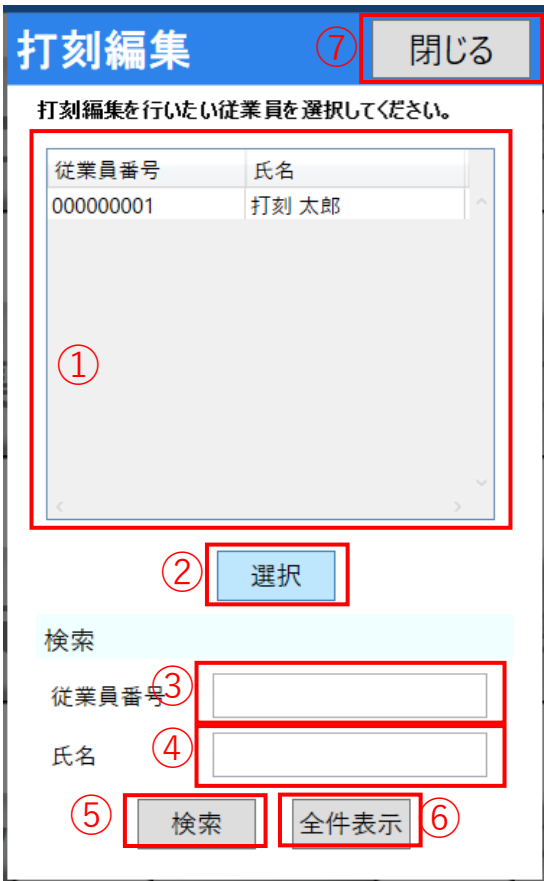 打刻編集 ⑦ 閉じる
打刻編集を行いたい従業員を選択してください。
従業員番号 氏名
000000001 打刻 太郎
①
② 選択
検索
従業員番号 ③
氏名 ④
⑤ 検索 全件表示 ⑥